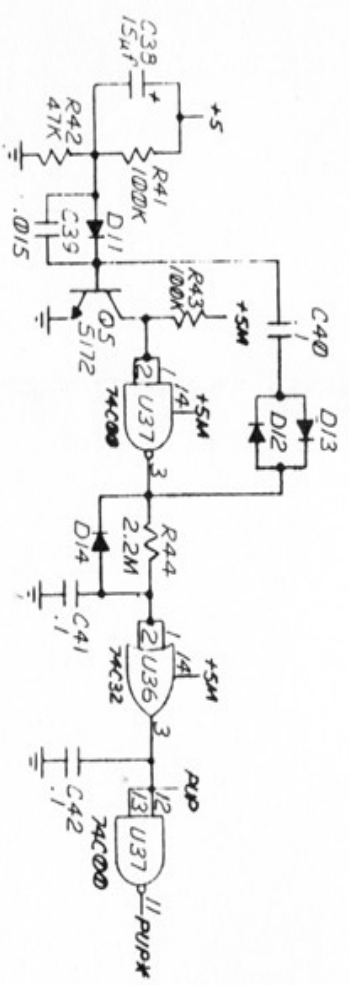 +5
C38
15µf
+
R41
100K
R42
47K
D11
C39
.015
Q5
5172
R43
100K
+5M
C40
.1
D13
D12
+5M
14
1
2
U37
3
74C00
R44
2.2M
D14
C41
.1
+5M
14
1
2
U36
3
74C32
C42
.1
PUP
12
13
U37
11
74C00
PUP*